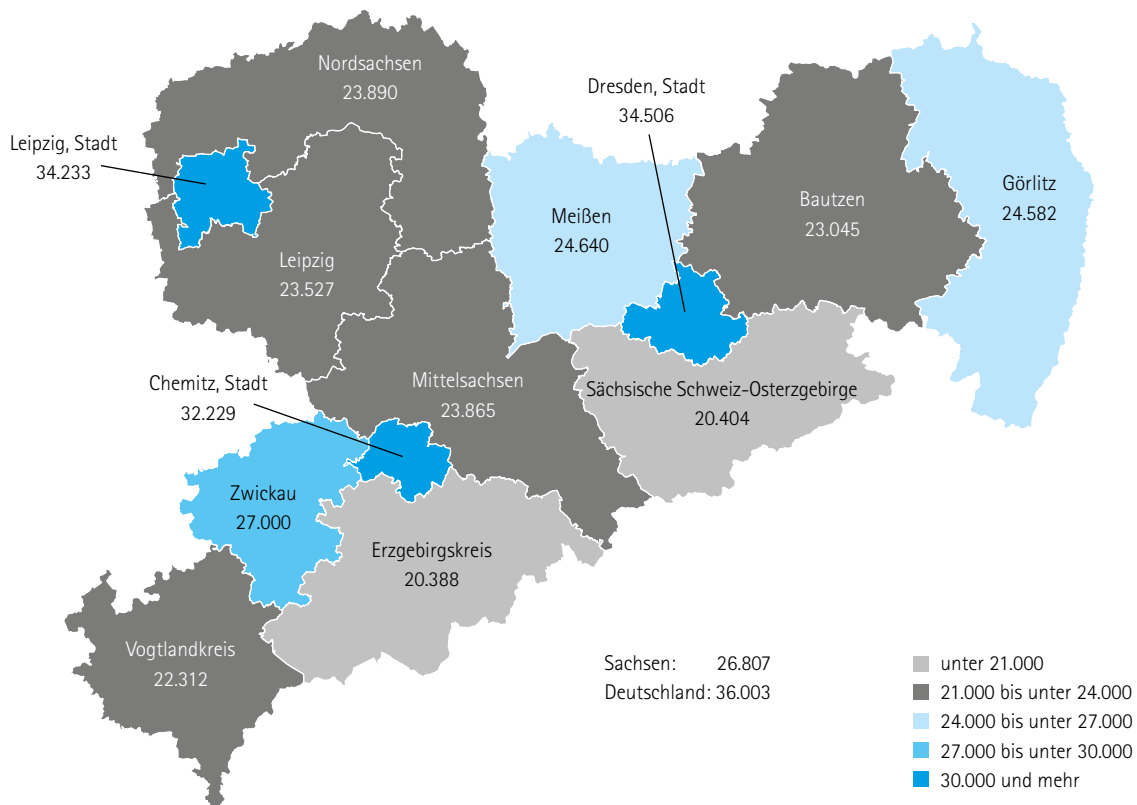 Nordsachsen
23.890
Dresden, Stadt
34.506
Leipzig, Stadt
34.233
Görlitz
24.582
Bautzen
23.045
Meißen
24.640
Leipzig
23.527
Chemitz, Stadt
32.229
Mittelsachsen
23.865
Sächsische Schweiz-Osterzgebirge
20.404
Zwickau
27.000
Erzgebirgskreis
20.388
Vogtlandkreis
22.312
Sachsen: 26.807
Deutschland: 36.003
unter 21.000
21.000 bis unter 24.000
24.000 bis unter 27.000
27.000 bis unter 30.000
30.000 und mehr